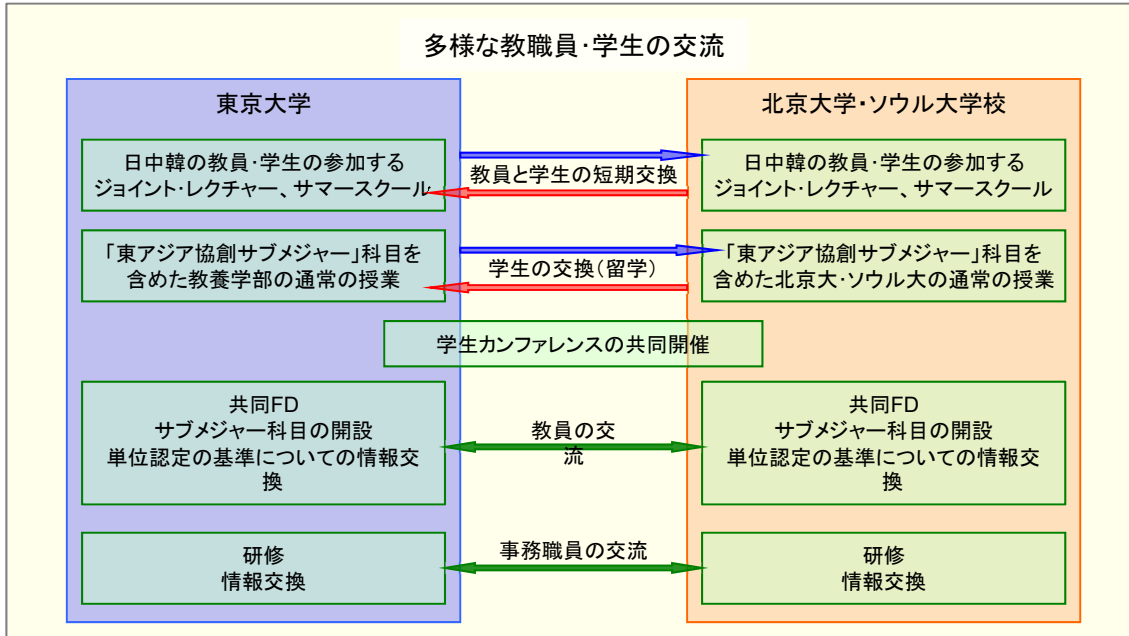 多様な教職員・学生の交流
東京大学
北京大学・ソウル大学校
日中韓の教員・学生の参加する
ジョイント・レクチャー、サマースクール
教員と学生の短期交換
日中韓の教員・学生の参加する
ジョイント・レクチャー、サマースクール
「東アジア協創サブメジャー」科目を
含めた教養学部の通常の授業
学生の交換(留学)
「東アジア協創サブメジャー」科目を
含めた北京大・ソウル大の通常の授業
学生カンファレンスの共同開催
共同FD
サブメジャー科目の開設
単位認定の基準についての情報交
換
教員の交
流
共同FD
サブメジャー科目の開設
単位認定の基準についての情報交
換
研修
情報交換
事務職員の交流
研修
情報交換